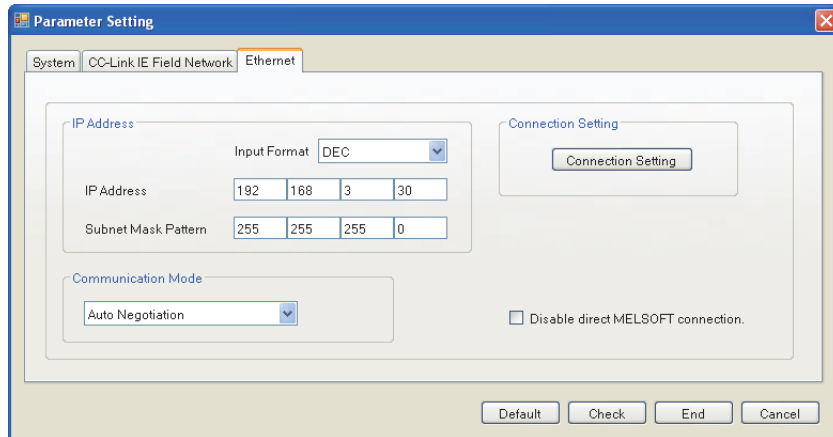 Parameter Setting
System CC-Link IE Field Network Ethernet
IP Address
Input Format DEC
IP Address 192 168 3 30
Subnet Mask Pattern 255 255 255 0
Connection Setting
Connection Setting
Communication Mode
Auto Negotiation
Disable direct MELSOFT connection.
Default Check End Cancel